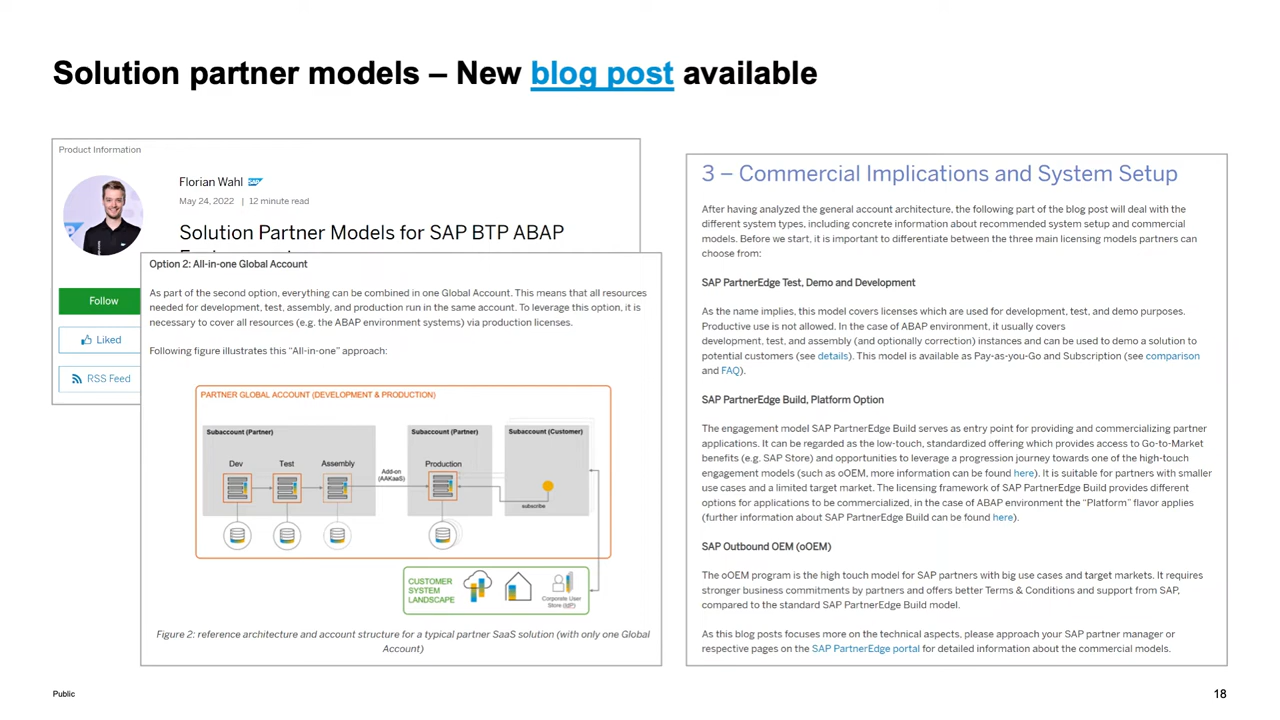 Solution partner models – New blog post available
Product Information
Florian Wahl SAP
May 24, 2022 | 12 minute read
Solution Partner Models for SAP BTP ABAP
Follow
Liked
RSS Feed
Option 2: All-in-one Global Account
As part of the second option, everything can be combined in one Global Account. This means that all resources
needed for development, test, assembly, and production run in the same account. To leverage this option, it is
necessary to cover all resources (e.g. the ABAP environment systems) via production licenses.
Following figure illustrates this “All-in-one” approach:
PARTNER GLOBAL ACCOUNT (DEVELOPMENT & PRODUCTION)
Subaccount (Partner)
Subaccount (Partner)
Subaccount (Customer)
Dev
Test
Assembly
Add-on
(AAKaaS)
Production
subscribe
CUSTOMER
SYSTEM
LANDSCAPE
Corporate User
Store (IdP)
Figure 2: reference architecture and account structure for a typical partner SaaS solution (with only one Global
Account)
3 – Commercial Implications and System Setup
After having analyzed the general account architecture, the following part of the blog post will deal with the
different system types, including concrete information about recommended system setup and commercial
models. Before we start, it is important to differentiate between the three main licensing models partners can
choose from:
SAP PartnerEdge Test, Demo and Development
As the name implies, this model covers licenses which are used for development, test, and demo purposes.
Productive use is not allowed. In the case of ABAP environment, it usually covers
development, test, and assembly (and optionally correction) instances and can be used to demo a solution to
potential customers (see details). This model is available as Pay-as-you-Go and Subscription (see comparison
and FAQ).
SAP PartnerEdge Build, Platform Option
The engagement model SAP PartnerEdge Build serves as entry point for providing and commercializing partner
applications. It can be regarded as the low-touch, standardized offering which provides access to Go-to-Market
benefits (e.g. SAP Store) and opportunities to leverage a progression journey towards one of the high-touch
engagement models (such as oOEM, more information can be found here). It is suitable for partners with smaller
use cases and a limited target market. The licensing framework of SAP PartnerEdge Build provides different
options for applications to be commercialized, in the case of ABAP environment the “Platform” flavor applies
(further information about SAP PartnerEdge Build can be found here).
SAP Outbound OEM (oOEM)
The oOEM program is the high touch model for SAP partners with big use cases and target markets. It requires
stronger business commitments by partners and offers better Terms & Conditions and support from SAP,
compared to the standard SAP PartnerEdge Build model.
As this blog posts focuses more on the technical aspects, please approach your SAP partner manager or
respective pages on the SAP PartnerEdge portal for detailed information about the commercial models.
Public
18